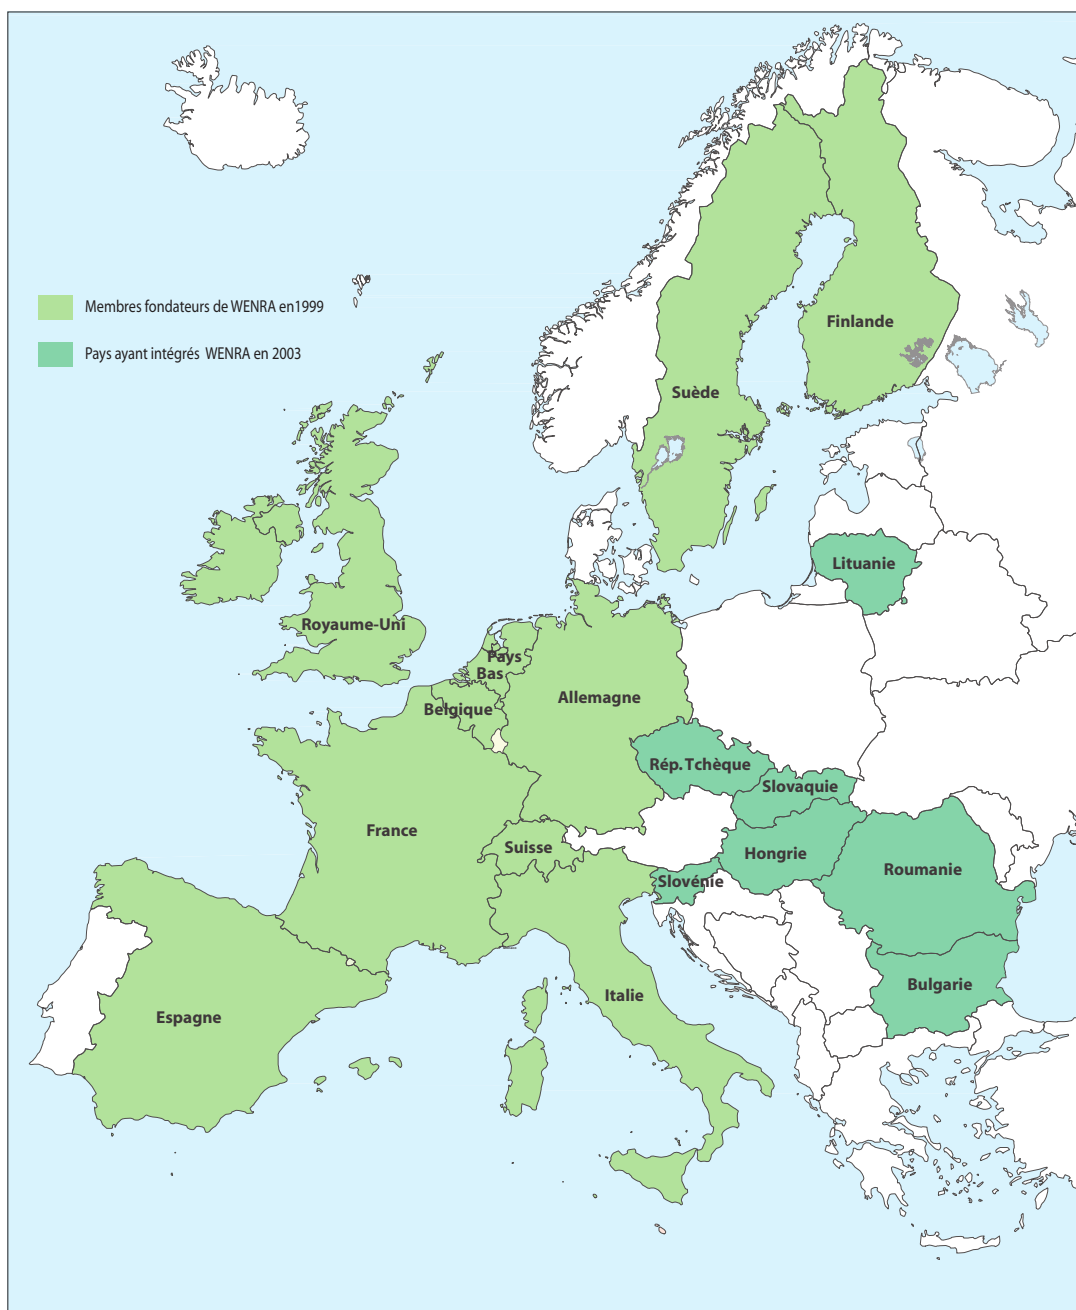 Membres fondateurs de WENRA en1999
Pays ayant intégrés WENRA en 2003
Finlande
Suède
Lituanie
Royaume-Uni
Pays
Bas
Allemagne
Belgique
Rép. Tchèque
Slovaquie
France
Suisse
Hongrie
Roumanie
Slovénie
Bulgarie
Italie
Espagne